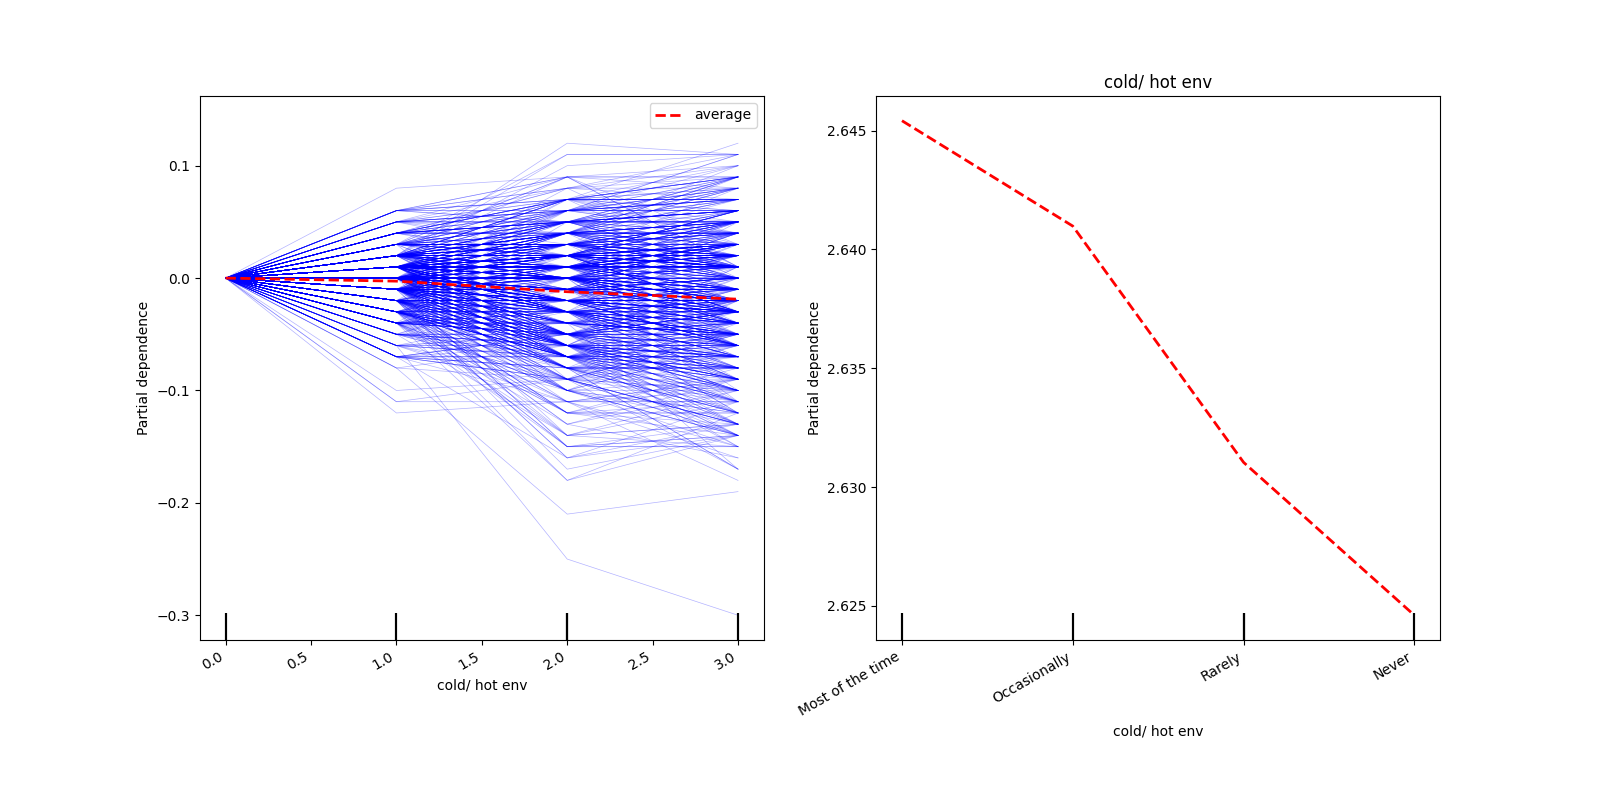 average
0.1
0.0
−0.1
−0.2
−0.3
Partial dependence
0.0
0.5
1.0
1.5
2.0
2.5
3.0
cold/ hot env
cold/ hot env
2.645
2.640
2.635
2.630
2.625
Partial dependence
Most of the time
Occasionally
Rarely
Never
cold/ hot env